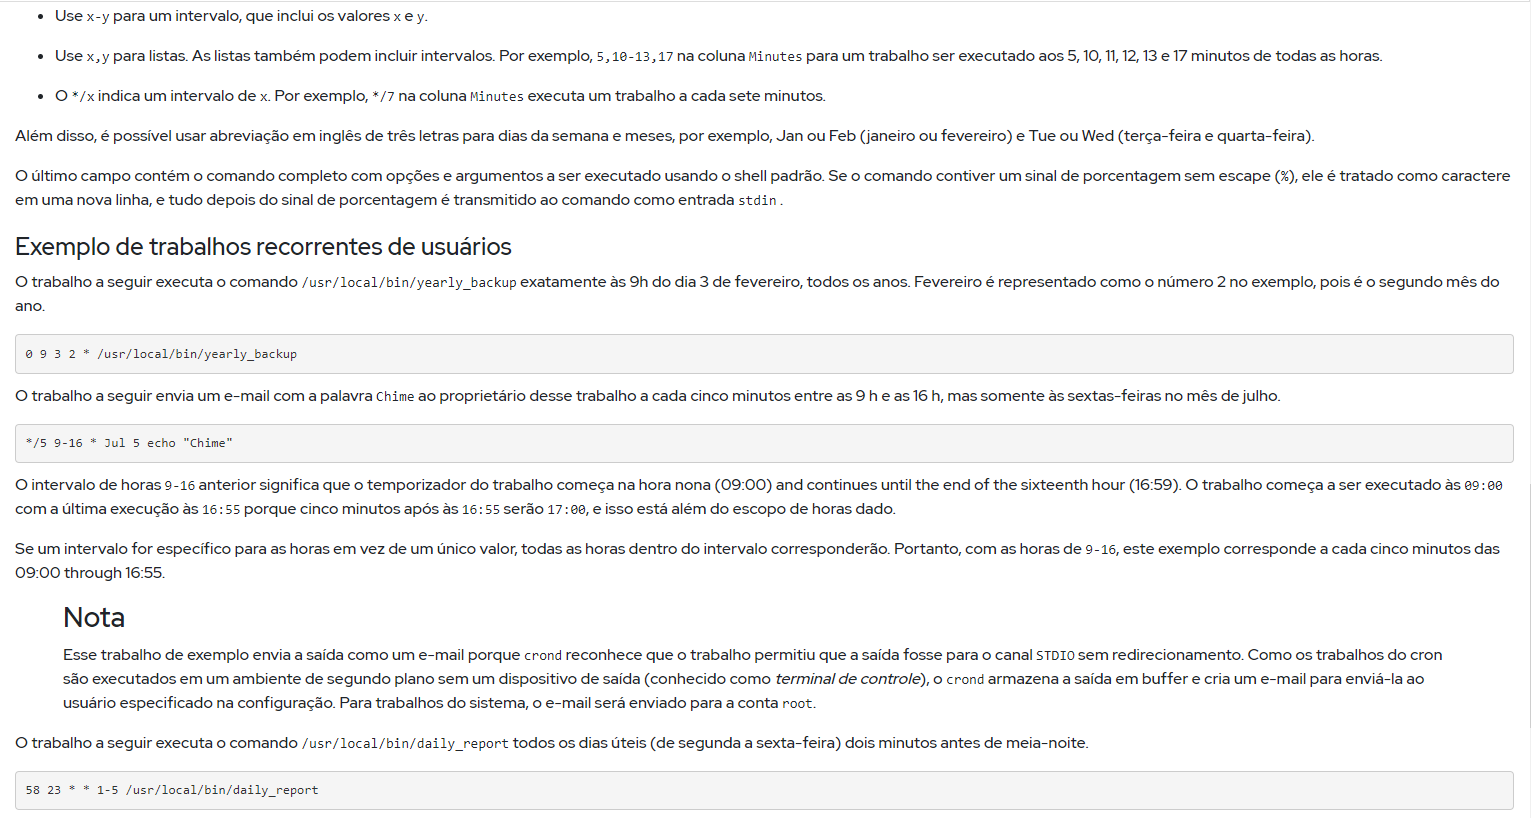 • Use x-y para um intervalo, que inclui os valores x e y.
• Use x,y para listas. As listas também podem incluir intervalos. Por exemplo, 5,10-13,17 na coluna Minutes para um trabalho ser executado aos 5, 10, 11, 12, 13 e 17 minutos de todas as horas.
• O */x indica um intervalo de x. Por exemplo, */7 na coluna Minutes executa um trabalho a cada sete minutos.
Além disso, é possível usar abreviação em inglês de três letras para dias da semana e meses, por exemplo, Jan ou Feb (janeiro ou fevereiro) e Tue ou Wed (terça-feira e quarta-feira).
O último campo contém o comando completo com opções e argumentos a ser executado usando o shell padrão. Se o comando contiver um sinal de porcentagem sem escape (%), ele é tratado como caractere
em uma nova linha, e tudo depois do sinal de porcentagem é transmitido ao comando como entrada stdin .
Exemplo de trabalhos recorrentes de usuários
O trabalho a seguir executa o comando /usr/local/bin/yearly_backup exatamente às 9h do dia 3 de fevereiro, todos os anos. Fevereiro é representado como o número 2 no exemplo, pois é o segundo mês do
ano.
0 9 3 2 * /usr/local/bin/yearly_backup
O trabalho a seguir envia um e-mail com a palavra Chime ao proprietário desse trabalho a cada cinco minutos entre as 9 h e as 16 h, mas somente às sextas-feiras no mês de julho.
*/5 9-16 * Jul 5 echo "Chime"
O intervalo de horas 9-16 anterior significa que o temporizador do trabalho começa na hora nona (09:00) and continues until the end of the sixteenth hour (16:59). O trabalho começa a ser executado às 09:00
com a última execução às 16:55 porque cinco minutos após às 16:55 serão 17:00, e isso está além do escopo de horas dado.
Se um intervalo for específico para as horas em vez de um único valor, todas as horas dentro do intervalo corresponderão. Portanto, com as horas de 9-16, este exemplo corresponde a cada cinco minutos das
09:00 through 16:55.
Nota
Esse trabalho de exemplo envia a saída como um e-mail porque crond reconhece que o trabalho permitiu que a saída fosse para o canal STDIO sem redirecionamento. Como os trabalhos do cron
são executados em um ambiente de segundo plano sem um dispositivo de saída (conhecido como terminal de controle), o crond armazena a saída em buffer e cria um e-mail para enviá-la ao
usuário especificado na configuração. Para trabalhos do sistema, o e-mail será enviado para a conta root.
O trabalho a seguir executa o comando /usr/local/bin/daily_report todos os dias úteis (de segunda a sexta-feira) dois minutos antes de meia-noite.
58 23 * * 1-5 /usr/local/bin/daily_report